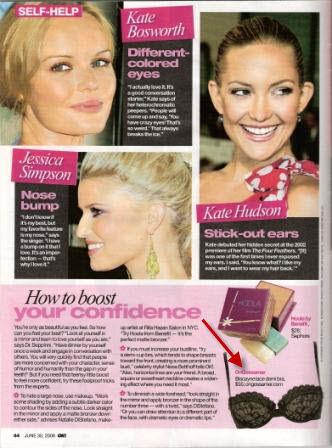 SELF-HELP
Kate
Bosworth
Different-
colored
eyes
"I actually love it. It's
a good conversation
starter," Kate says of
her heterochromatic
peepers. "People will
come up and say,
'You have crazy eyes! That's
so weird.' That always
breaks the ice."
Jessica
Simpson
Nose
bump
"I don't know if
it's my best, but
my favorite feature
is my nose," says
the singer. "I have
a bump on it that I
love. It's an imper-
fection — that's
why I love it."
Kate Hudson
Stick-out ears
Kate debuted her hidden secret at the 2002
premiere of her film The Four Feathers. "[It]
was one of the first times I ever exposed
my ears. I said, 'You know what? I like my
ears, and I want to wear my hair back.'"
How to boost
your confidence
You're only as beautiful as you feel. So how
can you feel your best? "Look at yourself in
a mirror and learn to love yourself as you are,"
says Dr. "Have dinner by yourself
once a week and engage in conversation with
others. You will very quickly find that people
are more concerned with your character, sense
of humor and humanity than the gap in your
teeth!" But if you need that teensy little boost
to feel more confident, try these foolproof tricks
from the experts.
To hide a large nose, use makeup. "Work
some shading by adding a subtle darker color
to contour the sides of the nose. Look straight
in the mirror and apply a matte bronzer down
either side," advises Natalie DiStefano, make-
up artist at Rita Hazan Salon in NYC.
"Try Hoola from Benefit — it's the
perfect matte bronzer."
If you must increase your bustline, "try
a demi-cup bra, which tends to shape breasts
toward the front, creating a more prominent
bust," celebrity stylist
"Also, horizontal lines are your friend. A broad,
square or sweetheart neckline creates a widen-
ing effect where you need it most."
To diminish a wide forehead, "look straight in
the mirror and apply bronzer in the shape of the
number three — with a twist," says DiStefano.
"Or you can draw attention to a different part of
the face, with dramatic eyes or dramatic lips."
HOOLA
Hoola by
Benefit,
$26;
Sephora
OnGossamer
lace demi bra,
$56; ongossamer.com
44 JUNE 30, 2008 OK!